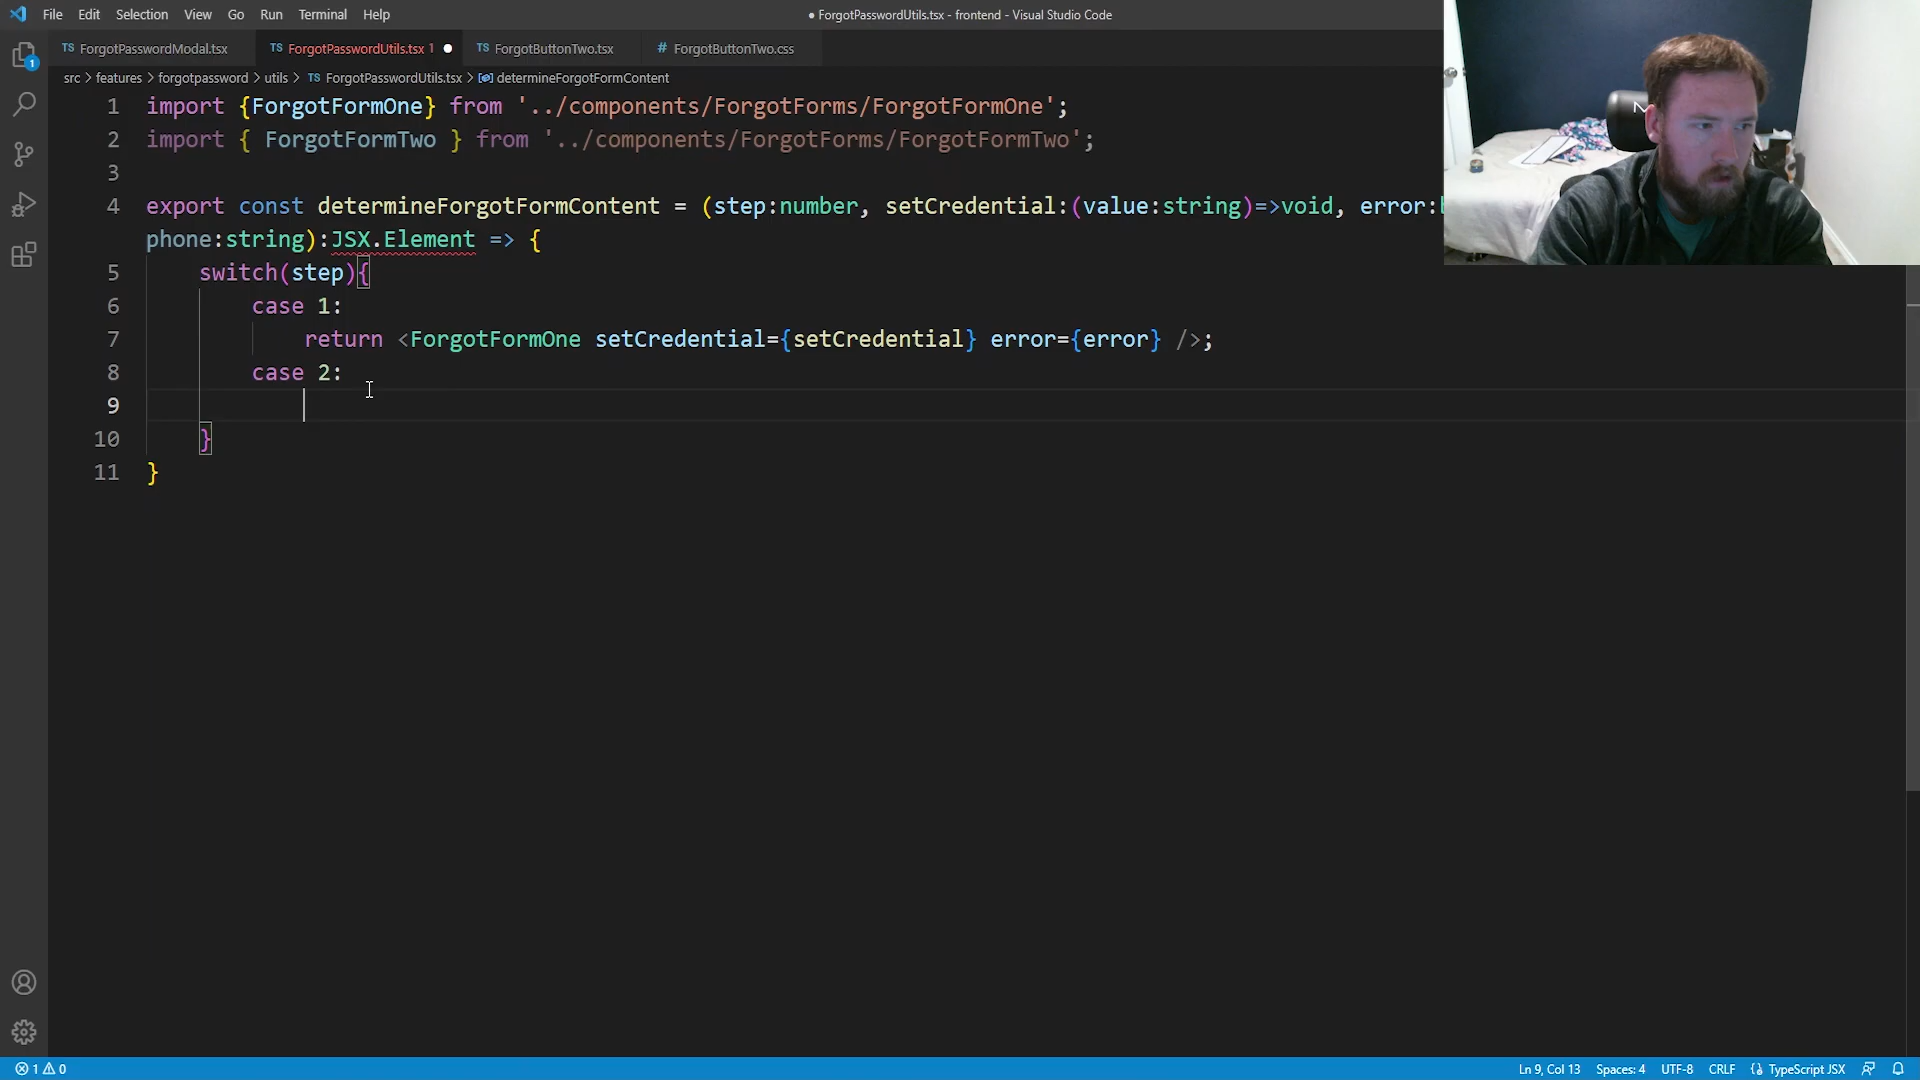 File Edit Selection View Go Run Terminal Help
● ForgotPasswordUtils.tsx - frontend - Visual Studio Code
TS ForgotPasswordModal.tsx
TS ForgotPasswordUtils.tsx 1 ●
TS ForgotButtonTwo.tsx
# ForgotButtonTwo.css
src > features > forgotpassword > utils > TS ForgotPasswordUtils.tsx > determineForgotFormContent
1 import {ForgotFormOne} from '../components/ForgotForms/ForgotFormOne';
2 import { ForgotFormTwo } from '../components/ForgotForms/ForgotFormTwo';
3
4 export const determineForgotFormContent = (step:number, setCredential:(value:string)=>void, error:
phone:string):JSX.Element => {
5 switch(step){
6 case 1:
7 return <ForgotFormOne setCredential={setCredential} error={error} />;
8 case 2:
9
10 }
11 }
1
1 0
Ln 9, Col 13 Spaces: 4 UTF-8 CRLF {} TypeScript JSX